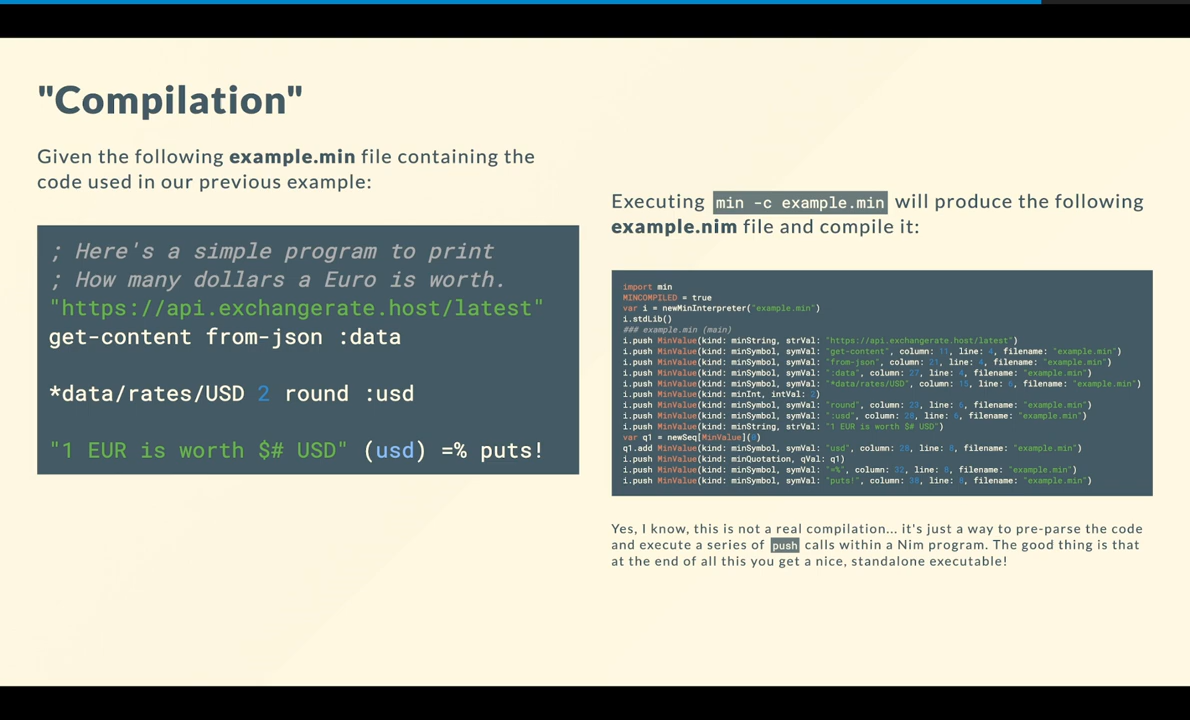 "Compilation"
Given the following example.min file containing the
code used in our previous example:
; Here's a simple program to print
; How many dollars a Euro is worth.
"https://api.exchangerate.host/latest"
get-content from-json :data
*data/rates/USD 2 round :usd
"1 EUR is worth $# USD" (usd) =% puts!
Executing min -c example.min will produce the following
example.nim file and compile it:
import min
MINCOMPILED = true
var i = newMinInterpreter("example.min")
i.stdLib()
### example.min (main)
i.push MinValue(kind: minString, strVal: "https://api.exchangerate.host/latest")
i.push MinValue(kind: minSymbol, symVal: "get-content", column: 11, line: 4, filename: "example.min")
i.push MinValue(kind: minSymbol, symVal: "from-json", column: 21, line: 4, filename: "example.min")
i.push MinValue(kind: minSymbol, symVal: ":data", column: 27, line: 4, filename: "example.min")
i.push MinValue(kind: minSymbol, symVal: "*data/rates/USD", column: 15, line: 6, filename: "example.min")
i.push MinValue(kind: minInt, intVal: 2)
i.push MinValue(kind: minSymbol, symVal: "round", column: 23, line: 6, filename: "example.min")
i.push MinValue(kind: minSymbol, symVal: ":usd", column: 28, line: 6, filename: "example.min")
i.push MinValue(kind: minString, strVal: "1 EUR is worth $# USD")
var q1 = newSeq[MinValue](0)
q1.add MinValue(kind: minSymbol, symVal: "usd", column: 28, line: 8, filename: "example.min")
i.push MinValue(kind: minQuotation, qVal: q1)
i.push MinValue(kind: minSymbol, symVal: "=%", column: 32, line: 8, filename: "example.min")
i.push MinValue(kind: minSymbol, symVal: "puts!", column: 38, line: 8, filename: "example.min")
Yes, I know, this is not a real compilation... it's just a way to pre-parse the code
and execute a series of push calls within a Nim program. The good thing is that
at the end of all this you get a nice, standalone executable!